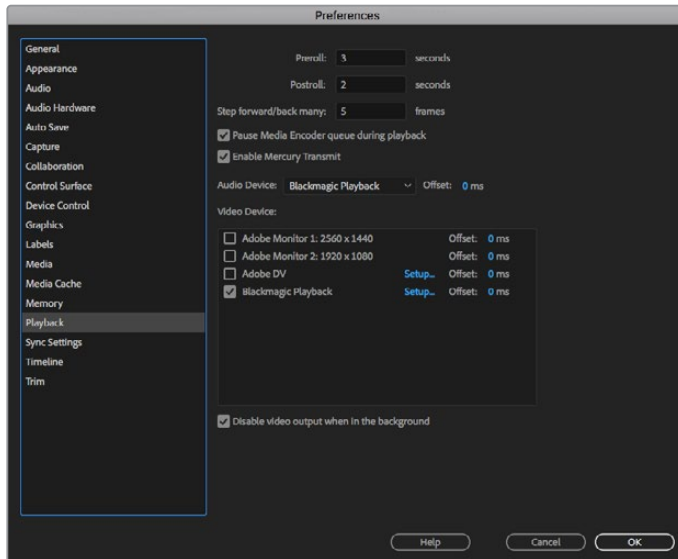 Preferences
General
Appearance
Audio
Audio Hardware
Auto Save
Capture
Collaboration
Control Surface
Device Control
Graphics
Labels
Media
Media Cache
Memory
Playback
Sync Settings
Timeline
Trim
Preroll: 3 seconds
Postroll: 2 seconds
Step forward/back many: 5 frames
Pause Media Encoder queue during playback
Enable Mercury Transmit
Audio Device: Blackmagic Playback Offset: 0 ms
Video Device:
Adobe Monitor 1: 2560 x 1440 Offset: 0 ms
Adobe Monitor 2: 1920 x 1080 Offset: 0 ms
Adobe DV Setup... Offset: 0 ms
Blackmagic Playback Setup... Offset: 0 ms
Disable video output when in the background
Help Cancel OK